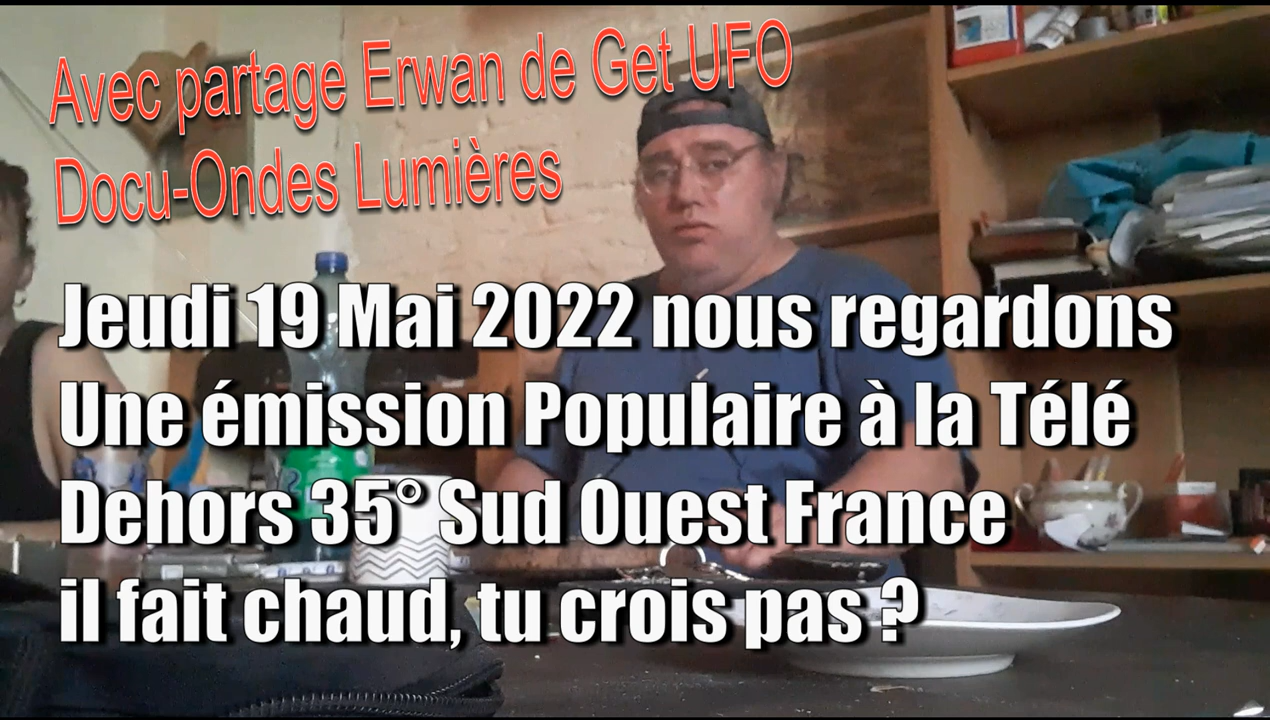 Avec partage Erwan de Get UFO
Docu-Ondes Lumières
Jeudi 19 Mai 2022 nous regardons
Une émission Populaire à la Télé
Dehors 35° Sud Ouest France
il fait chaud, tu crois pas ?